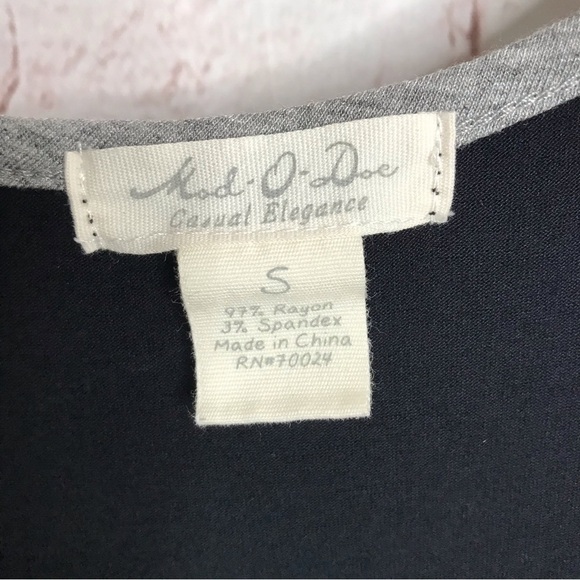 Mod-O-Doc
Casual Elegance
S
97% Rayon
3% Spandex
Made in China
RN#70024